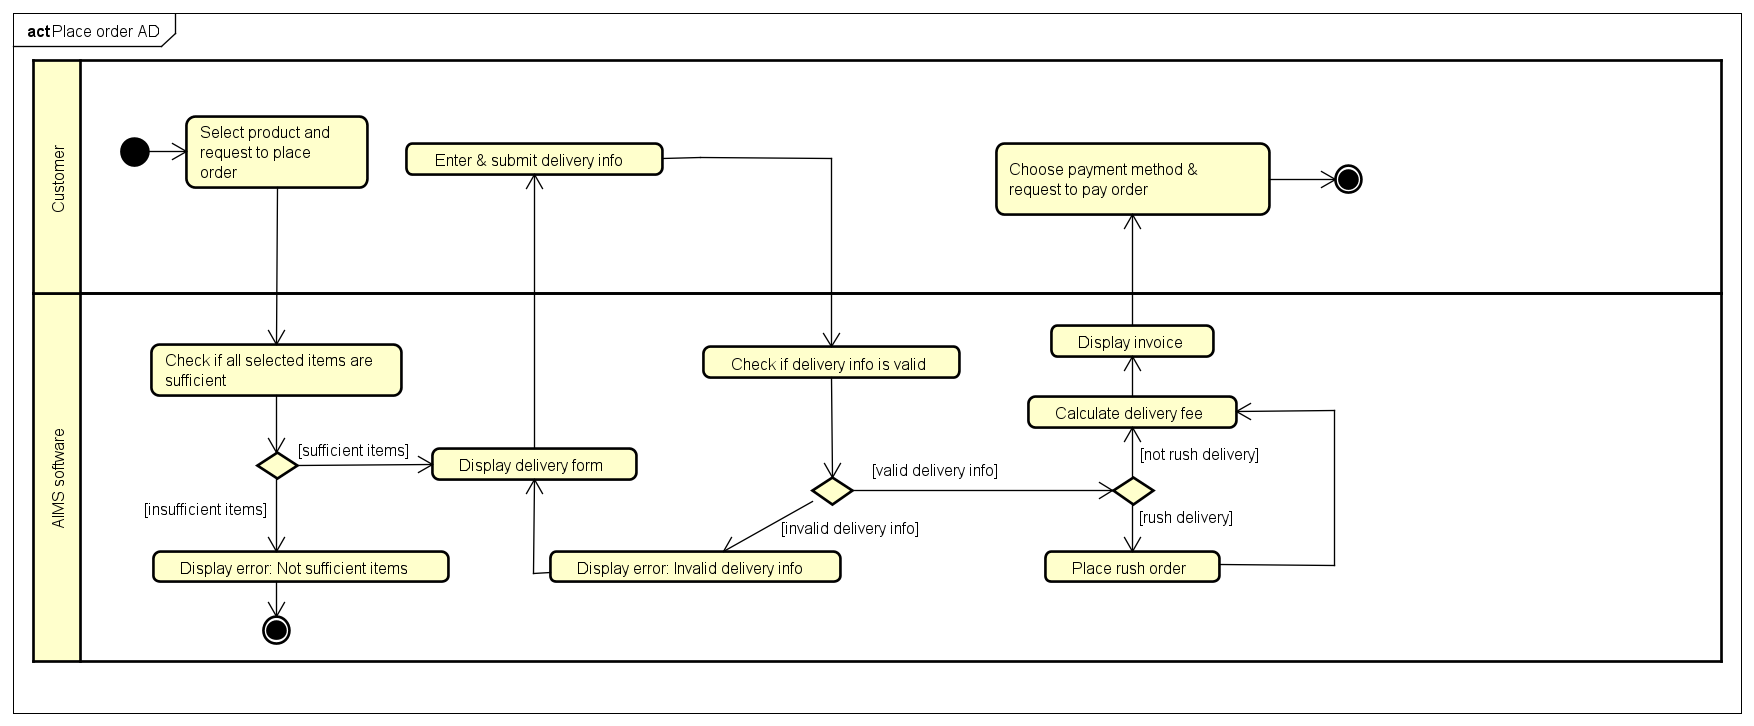 act Place order AD
Customer
Select product and
request to place
order
Enter & submit delivery info
Choose payment method &
request to pay order
AIMS software
Check if all selected items are
sufficient
[sufficient items]
[insufficient items]
Display error: Not sufficient items
Display delivery form
Check if delivery info is valid
[valid delivery info]
[invalid delivery info]
Display error: Invalid delivery info
Display invoice
Calculate delivery fee
[not rush delivery]
[rush delivery]
Place rush order